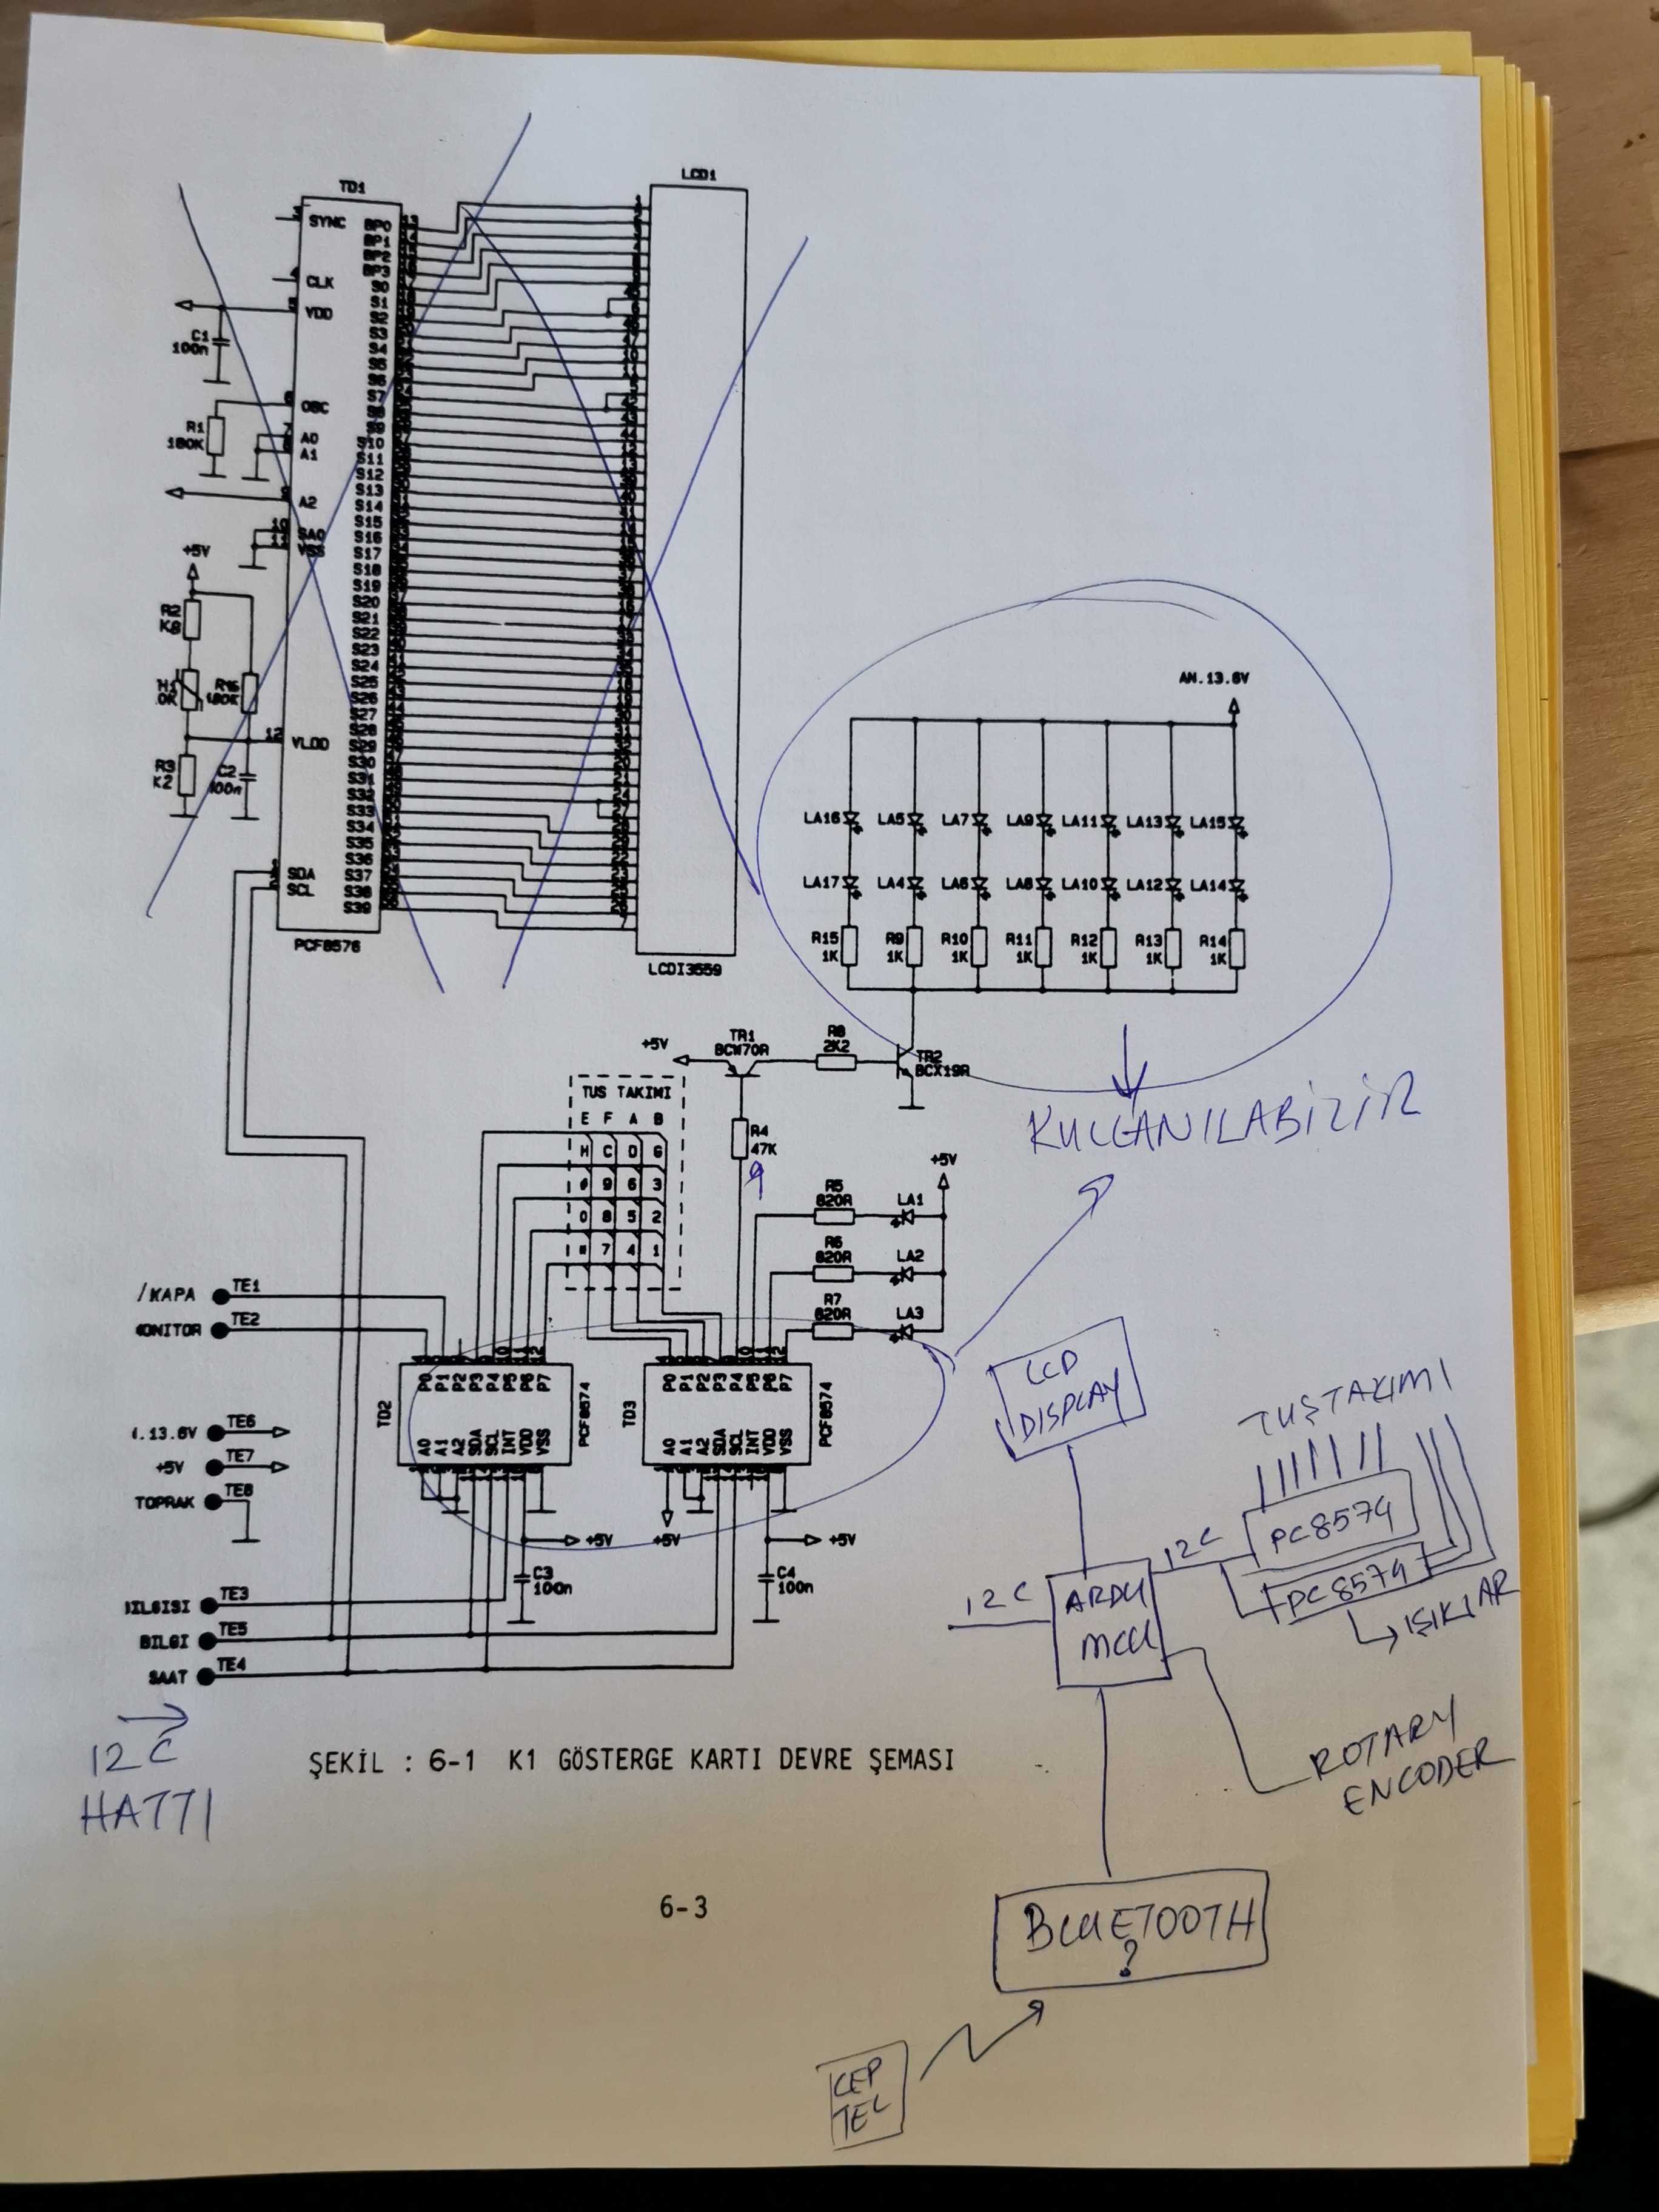 TD1
LCD1
SYNC
CLK
VDD
OSC
A0
A1
A2
SA0
VSS
VLCD
SDA
SCL
BP0
BP1
BP2
BP3
S0
S1
S2
S3
S4
S5
S6
S7
S8
S9
S10
S11
S12
S13
S14
S15
S16
S17
S18
S19
S20
S21
S22
S23
S24
S25
S26
S27
S28
S29
S30
S31
S32
S33
S34
S35
S36
S37
S38
S39
C1
100n
R1
180K
+5V
R2
R3
C2
100n
12
PCF8576
LCDI3559
AN.13.6V
LA16 LA5 LA7 LA9 LA11 LA13 LA15
LA17 LA4 LA6 LA8 LA10 LA12 LA14
R15 R9 R10 R11 R12 R13 R14
1K 1K 1K 1K 1K 1K 1K
+5V
TR1
BCW70R
R8
2K2
TR2
BCX19R
KULLANILABİLİR
TUS TAKIMI
E F A B
H C D G
9 6 3
0 8 5 2
7 4 1
R4
47K
?
+5V
R5
820R
LA1
R6
820R
LA2
R7
820R
LA3
/KAPA TE1
ONITOR TE2
P0 P1 P2 P3 P4 P5 P6 P7
TD2
A0 A1 A2 SDA SCL INT VDD VSS
PCF8574
P0 P1 P2 P3 P4 P5 P6 P7
TD3
A0 A1 A2 SDA SCL INT VDD VSS
PCF8574
.13.6V TE6
+5V TE7
TOPRAK TE8
+5V
+5V
+5V
C3
100n
C4
100n
ILGISI TE3
BILGI TE5
SAAT TE4
LCD
DISPLAY
TUŞTAKIMI
PC8574
PC8574
IŞIKLAR
I2C
I2C
ARDU
MCU
ROTARY
ENCODER
I2C
HATTI
ŞEKİL : 6-1 K1 GÖSTERGE KARTI DEVRE ŞEMASI
6-3
BLUETOOTH
?
CEP
TEL